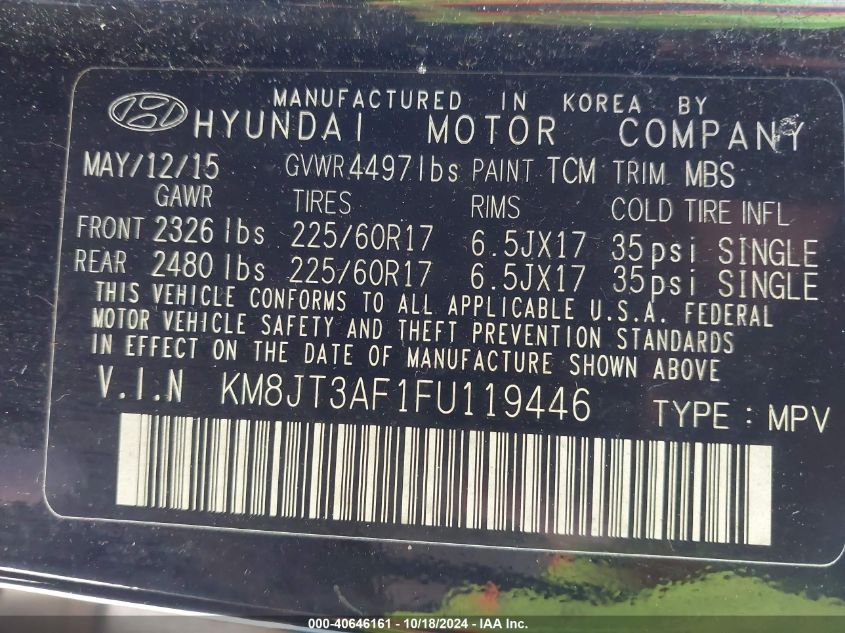 MANUFACTURED IN KOREA BY
HYUNDAI MOTOR COMPANY
MAY/12/15 GVWR 4497 lbs PAINT TCM TRIM MBS
GAWR TIRES RIMS COLD TIRE INFL
FRONT 2326 lbs 225/60R17 6.5JX17 35psi SINGLE
REAR 2480 lbs 225/60R17 6.5JX17 35psi SINGLE
THIS VEHICLE CONFORMS TO ALL APPLICABLE U.S.A. FEDERAL
MOTOR VEHICLE SAFETY AND THEFT PREVENTION STANDARDS
IN EFFECT ON THE DATE OF MANUFACTURE SHOWN ABOVE
V.I.N KM8JT3AF1FU119446 TYPE : MPV
000-40646161 - 10/18/2024 - IAA Inc.